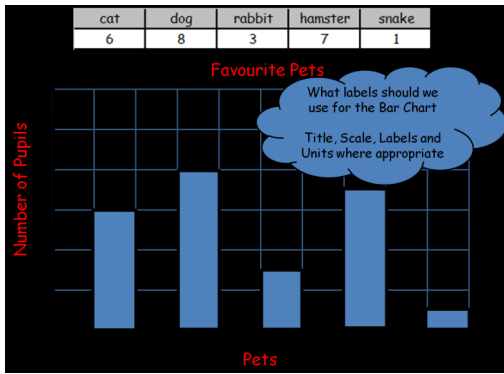 cat dog rabbit hamster snake
6 8 3 7 1
Favourite Pets
What labels should we
use for the Bar Chart
Title, Scale, Labels and
Units where appropriate
Number of Pupils
Pets